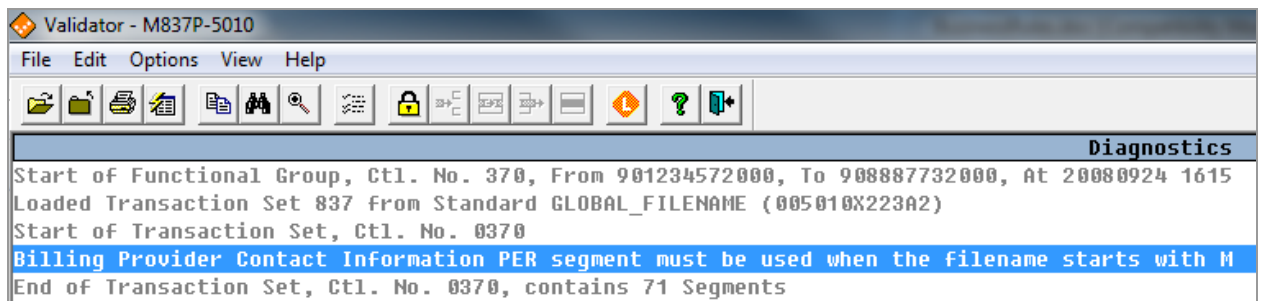 Validator - M837P-5010
File Edit Options View Help
L ?
Diagnostics
Start of Functional Group, Ctl. No. 370, From 901234572000, To 908887732000, At 20080924 1615
Loaded Transaction Set 837 from Standard GLOBAL_FILENAME (005010X223A2)
Start of Transaction Set, Ctl. No. 0370
Billing Provider Contact Information PER segment must be used when the filename starts with M
End of Transaction Set, Ctl. No. 0370, contains 71 Segments